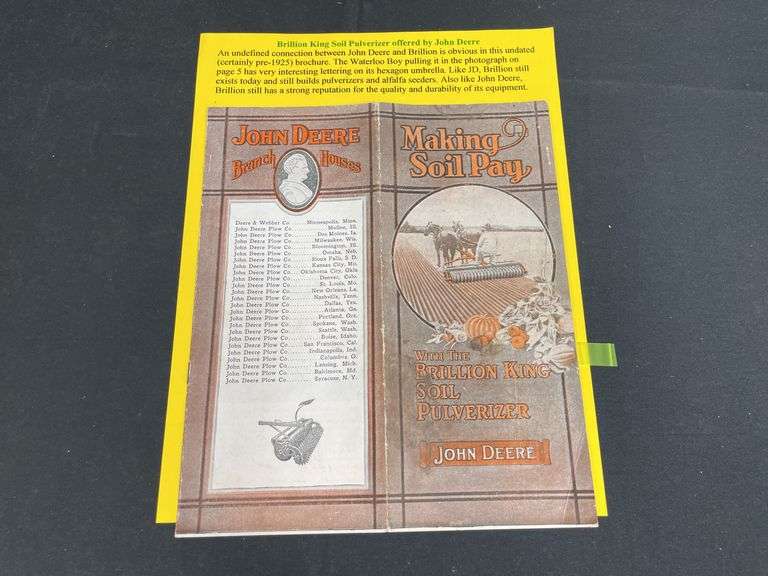 Brillion King Soil Pulverizer offered by John Deere
An undefined connection between John Deere and Brillion is obvious in this undated
(certainly pre-1925) brochure. The Waterloo Boy pulling it in the photograph on
page 5 has very interesting lettering on its hexagon umbrella. Like JD, Brillion still
exists today and still builds pulverizers and alfalfa seeders. Also like John Deere,
Brillion still has a strong reputation for the quality and durability of its equipment.
JOHN DEERE
Branch Houses
Deere & Webber Co. .... Minneapolis, Minn.
John Deere Plow Co. .... Moline, Ill.
John Deere Plow Co. .... Des Moines, Ia.
John Deere Plow Co. .... Milwaukee, Wis.
John Deere Plow Co. .... Bloomington, Ill.
John Deere Plow Co. .... Omaha, Neb.
John Deere Plow Co. .... Sioux Falls, S. D.
John Deere Plow Co. .... Kansas City, Mo.
John Deere Plow Co. .... Oklahoma City, Okla.
John Deere Plow Co. .... Denver, Colo.
John Deere Plow Co. .... St. Louis, Mo.
John Deere Plow Co. .... New Orleans, La.
John Deere Plow Co. .... Nashville, Tenn.
John Deere Plow Co. .... Dallas, Tex.
John Deere Plow Co. .... Atlanta, Ga.
John Deere Plow Co. .... Portland, Ore.
John Deere Plow Co. .... Spokane, Wash.
John Deere Plow Co. .... Seattle, Wash.
John Deere Plow Co. .... Boise, Idaho
John Deere Plow Co. .... San Francisco, Cal.
John Deere Plow Co. .... Indianapolis, Ind.
John Deere Plow Co. .... Columbus, O.
John Deere Plow Co. .... Lansing, Mich.
John Deere Plow Co. .... Baltimore, Md.
John Deere Plow Co. .... Syracuse, N. Y.
Making
Soil Pay
WITH THE
BRILLION KING
SOIL
PULVERIZER
JOHN DEERE